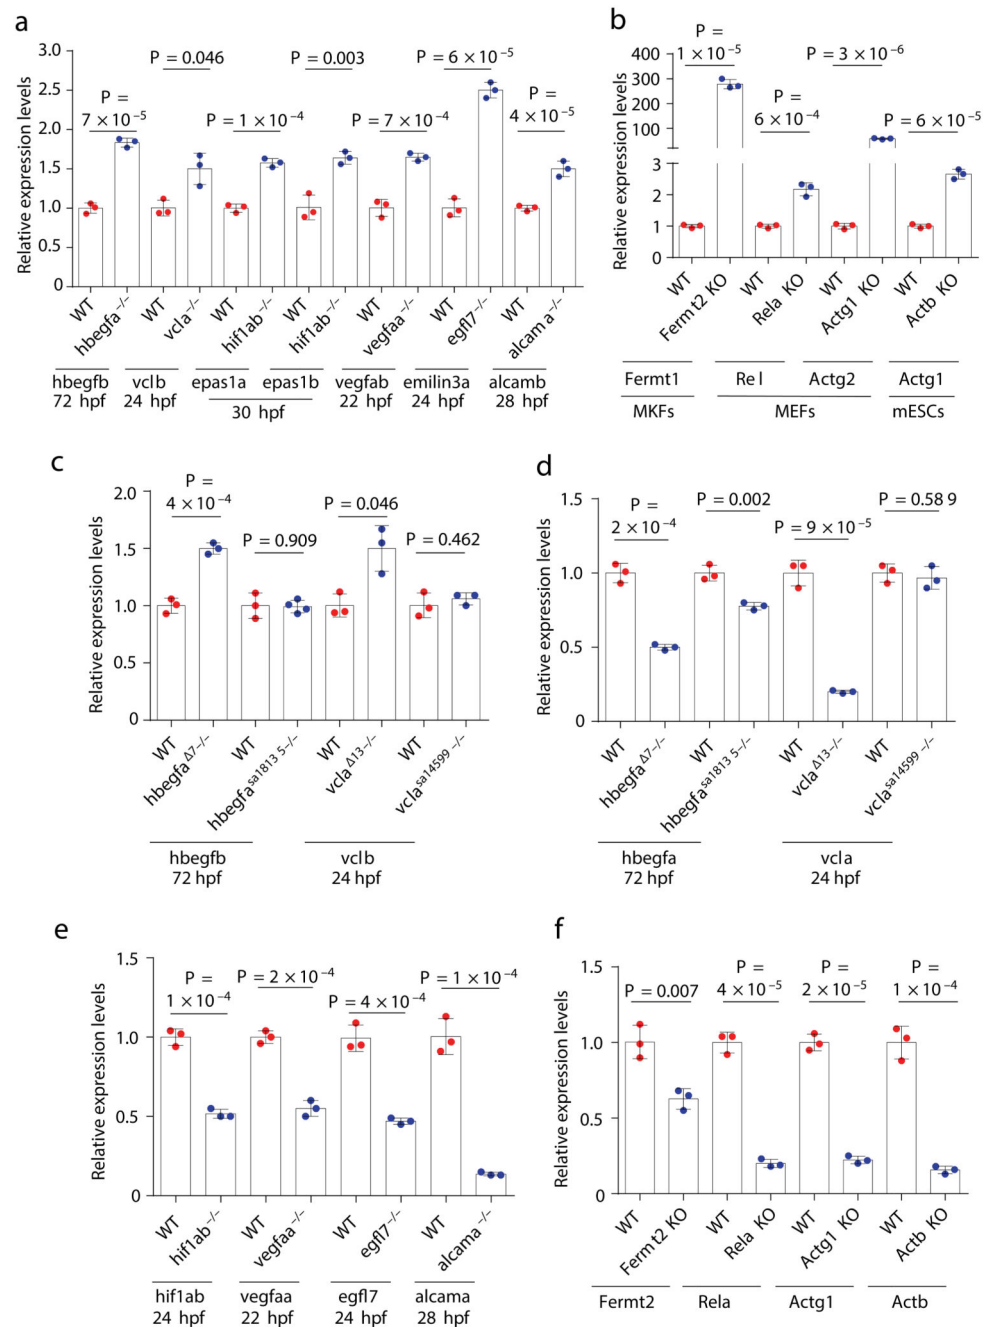 a
Relative expression levels
3.0
2.5
2.0
1.5
1.0
0.5
0
P =
7 × 10⁻⁵
P = 0.046
P = 1 × 10⁻⁴
P = 0.003
P = 7 × 10⁻⁴
P = 6 × 10⁻⁵
P =
4 × 10⁻⁵
WT
hbegfa⁻/⁻
WT
vcla⁻/⁻
WT
hif1ab⁻/⁻
WT
hif1ab⁻/⁻
WT
vegfaa⁻/⁻
WT
egfl7⁻/⁻
WT
alcama⁻/⁻
hbegfb vclb epas1a epas1b vegfab emilin3a alcamb
72 hpf 24 hpf 30 hpf 22 hpf 24 hpf 28 hpf
b
Relative expression levels
400
300
200
100
3
2
1
0
P =
1 × 10⁻⁵
P =
6 × 10⁻⁴
P = 3 × 10⁻⁶
P = 6 × 10⁻⁵
WT
Fermt2 KO
WT
Rela KO
WT
Actg1 KO
WT
Actb KO
Fermt1 Rel Actg2 Actg1
MKFs MEFs mESCs
c
Relative expression levels
2.0
1.5
1.0
0.5
0
P =
4 × 10⁻⁴
P = 0.909
P = 0.046
P = 0.462
WT
hbegfa Δ7⁻/⁻
WT
hbegfa sa1813 5⁻/⁻
WT
vcla Δ13⁻/⁻
WT
vcla sa14599 ⁻/⁻
hbegfb vclb
72 hpf 24 hpf
d
Relative expression levels
1.5
1.0
0.5
0
P =
2 × 10⁻⁴
P = 0.002
P = 9 × 10⁻⁵
P = 0.58 9
WT
hbegfa Δ7⁻/⁻
WT
hbegfa sa1813 5⁻/⁻
WT
vcla Δ13⁻/⁻
WT
vcla sa14599 ⁻/⁻
hbegfa vcla
72 hpf 24 hpf
e
Relative expression levels
1.5
1.0
0.5
0
P =
1 × 10⁻⁴
P = 2 × 10⁻⁴
P = 4 × 10⁻⁴
P = 1 × 10⁻⁴
WT
hif1ab⁻/⁻
WT
vegfaa⁻/⁻
WT
egfl7⁻/⁻
WT
alcama⁻/⁻
hif1ab vegfaa egfl7 alcama
24 hpf 22 hpf 24 hpf 28 hpf
f
Relative expression levels
1.5
1.0
0.5
0
P = 0.007
P =
4 × 10⁻⁵
P =
2 × 10⁻⁵
P =
1 × 10⁻⁴
WT
Fermt2 KO
WT
Rela KO
WT
Actg1 KO
WT
Actb KO
Fermt2 Rela Actg1 Actb